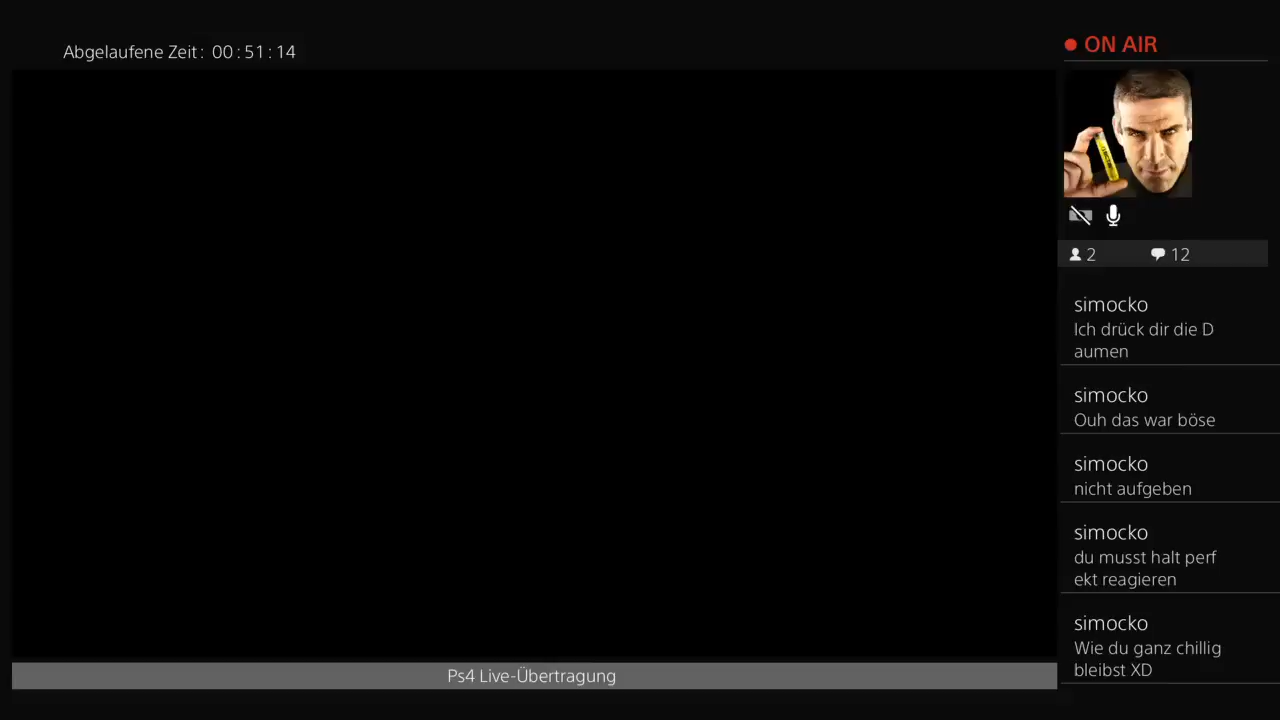 Abgelaufene Zeit: 00:51:14
ON AIR
2
12
simocko
Ich drück dir die D
aumen
simocko
Ouh das war böse
simocko
nicht aufgeben
simocko
du musst halt perf
ekt reagieren
simocko
Wie du ganz chillig
bleibst XD
Ps4 Live-Übertragung